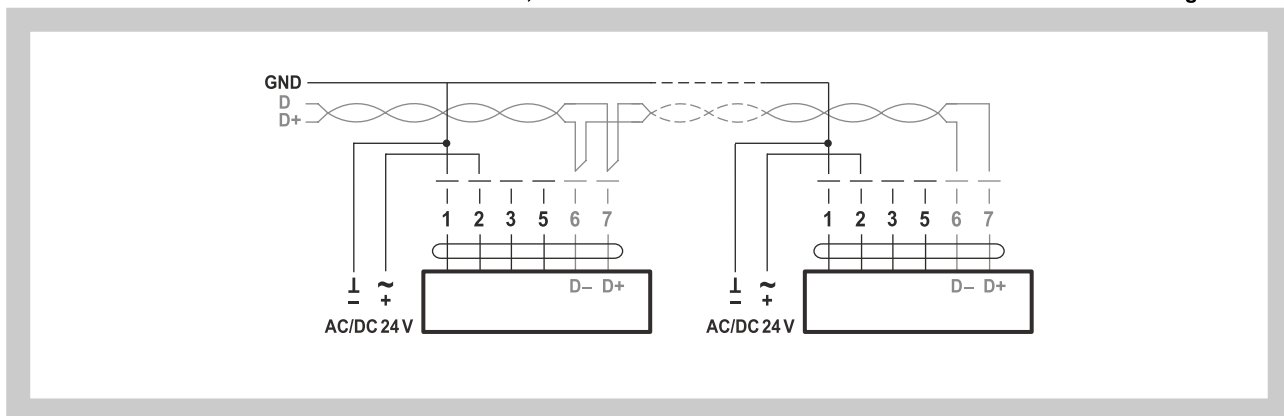 GND
D
D+
1 2 3 5 6 7
1 2 3 5 6 7
D– D+
D– D+
⊥ ~
– +
⊥ ~
– +
AC/DC 24 V
AC/DC 24 V